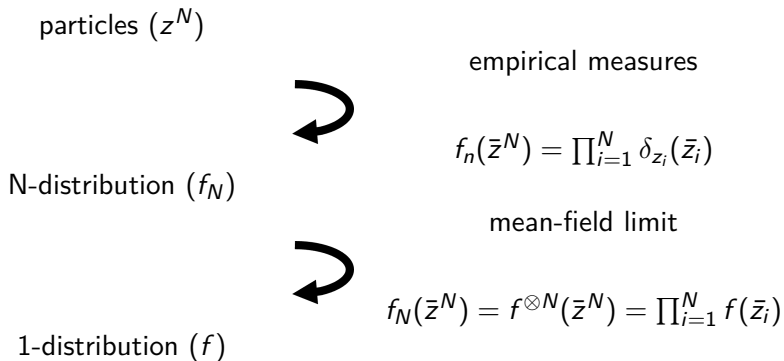 particles (z^N)
empirical measures
f_n(z̄^N) = ∏_{i=1}^N δ_{z_i}(z̄_i)
N-distribution (f_N)
mean-field limit
f_N(z̄^N) = f^{⊗N}(z̄^N) = ∏_{i=1}^N f(z̄_i)
1-distribution (f)